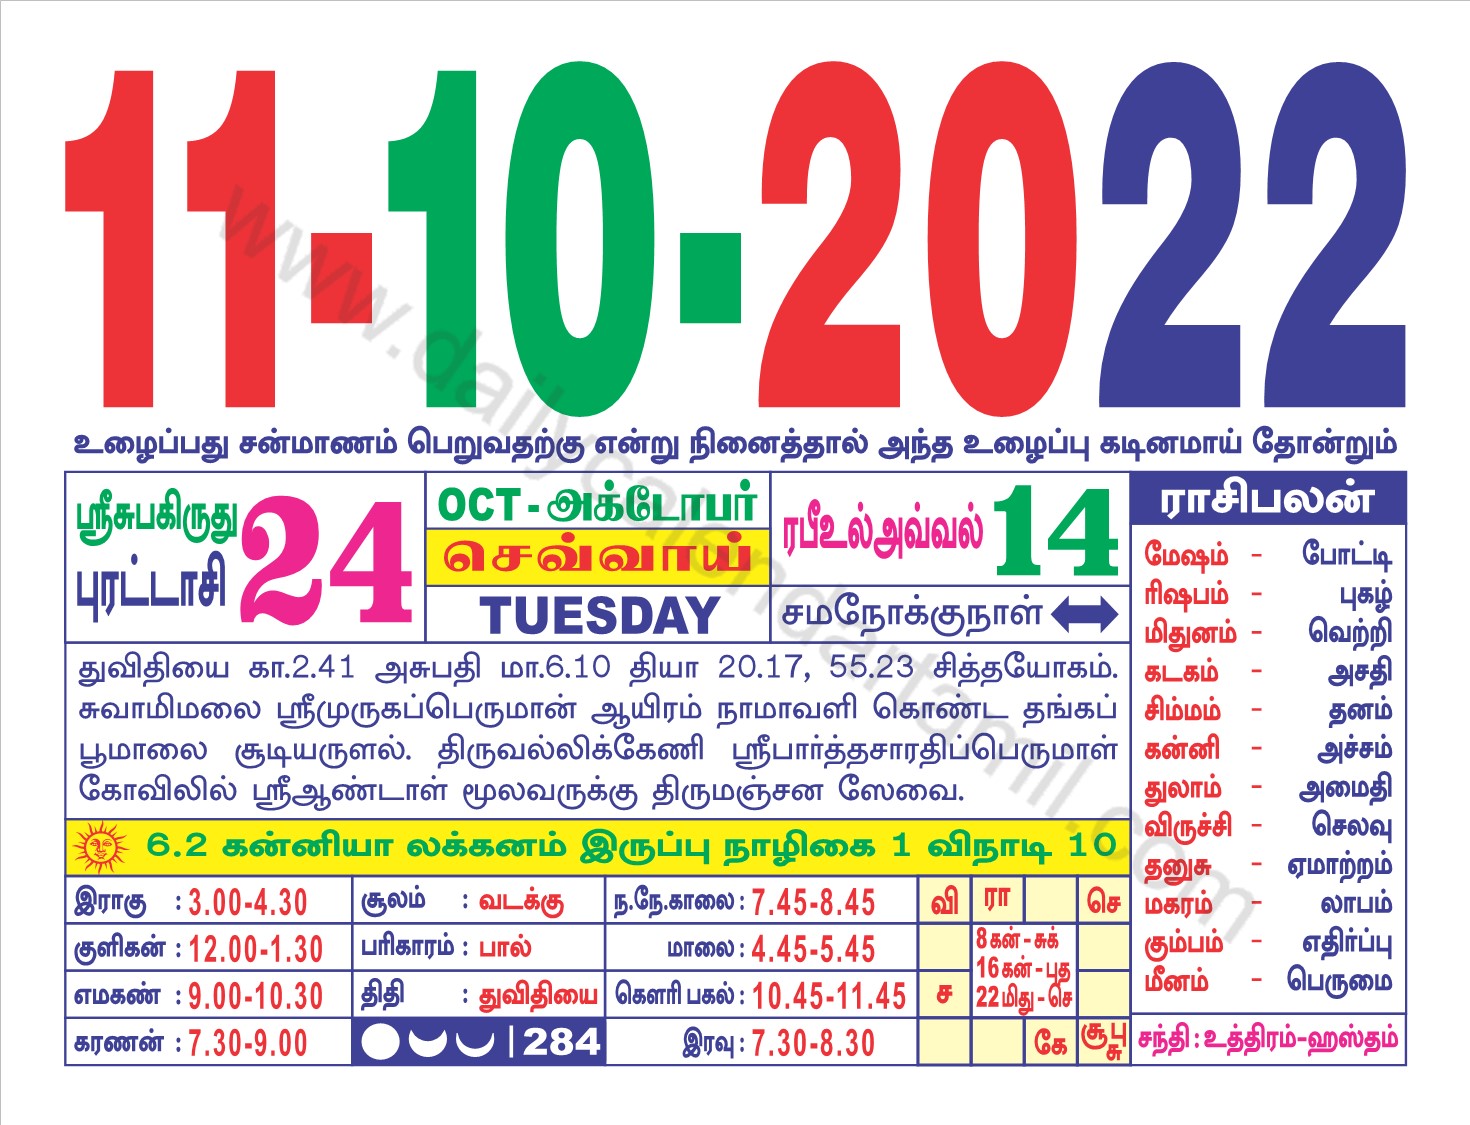 11-10-2022
உழைப்பது சன்மாணம் பெறுவதற்கு என்று நினைத்தால் அந்த உழைப்பு கடினமாய் தோன்றும்
ஸ்ரீசுபகிருது
புரட்டாசி 24
OCT - அக்டோபர்
செவ்வாய்
TUESDAY
ரபீஉல்அவ்வல் 14
சமநோக்குநாள்
துவிதியை கா.2.41 அசுபதி மா.6.10 தியா 20.17, 55.23 சித்தயோகம்.
சுவாமிமலை ஸ்ரீமுருகப்பெருமான் ஆயிரம் நாமாவளி கொண்ட தங்கப்
பூமாலை சூடியருளல். திருவல்லிக்கேணி ஸ்ரீபார்த்தசாரதிப்பெருமாள்
கோவிலில் ஸ்ரீஆண்டாள் மூலவருக்கு திருமஞ்சன ஸேவை.
6.2 கன்னியா லக்கனம் இருப்பு நாழிகை 1 விநாடி 10
இராகு : 3.00-4.30
குளிகன் : 12.00-1.30
எமகண் : 9.00-10.30
கரணன் : 7.30-9.00
சூலம் : வடக்கு
பரிகாரம் : பால்
திதி : துவிதியை
284
ந.நே.காலை : 7.45-8.45
மாலை : 4.45-5.45
கௌரி பகல் : 10.45-11.45
இரவு : 7.30-8.30
வி ரா செ
8 கன் - சுக்
16 கன் - புத
22 மிது - செ
ச
கே சூ பு சு
ராசிபலன்
மேஷம் - போட்டி
ரிஷபம் - புகழ்
மிதுனம் - வெற்றி
கடகம் - அசதி
சிம்மம் - தனம்
கன்னி - அச்சம்
துலாம் - அமைதி
விருச்சி - செலவு
தனுசு - ஏமாற்றம்
மகரம் - லாபம்
கும்பம் - எதிர்ப்பு
மீனம் - பெருமை
சந்தி : உத்திரம்-ஹஸ்தம்
www.dailycalendartamil.com